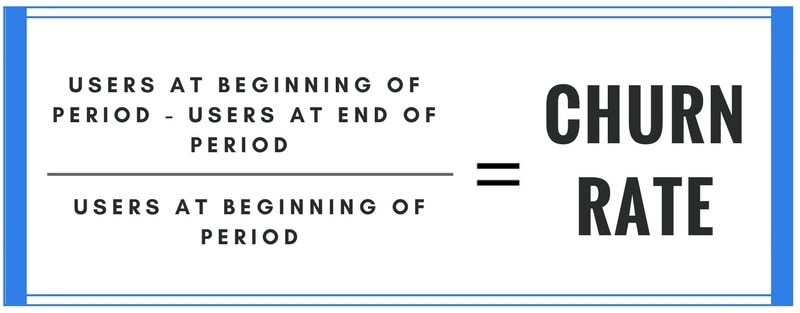 USERS AT BEGINNING OF
PERIOD - USERS AT END OF
PERIOD
USERS AT BEGINNING OF
PERIOD
=
CHURN
RATE